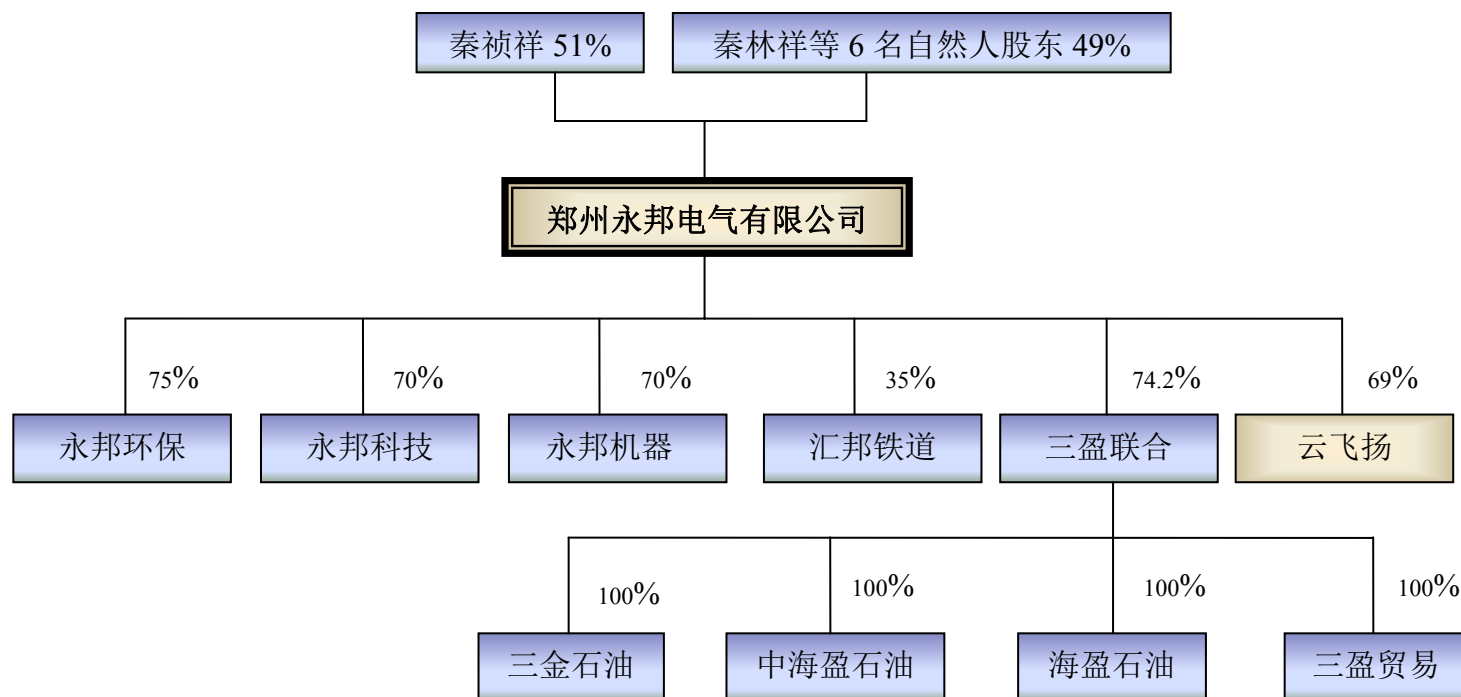 秦祯祥 51%
秦林祥等 6 名自然人股东 49%
郑州永邦电气有限公司
75%
70%
70%
35%
74.2%
69%
永邦环保
永邦科技
永邦机器
汇邦铁道
三盈联合
云飞扬
100%
100%
100%
100%
三金石油
中海盈石油
海盈石油
三盈贸易